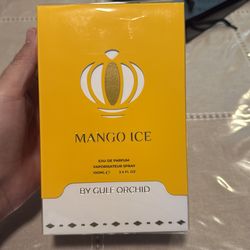 MANGO ICE
EAU DE PARFUM
VAPORISATEUR SPRAY
100ML℮ 3.4 FL.OZ
BY GULF ORCHID